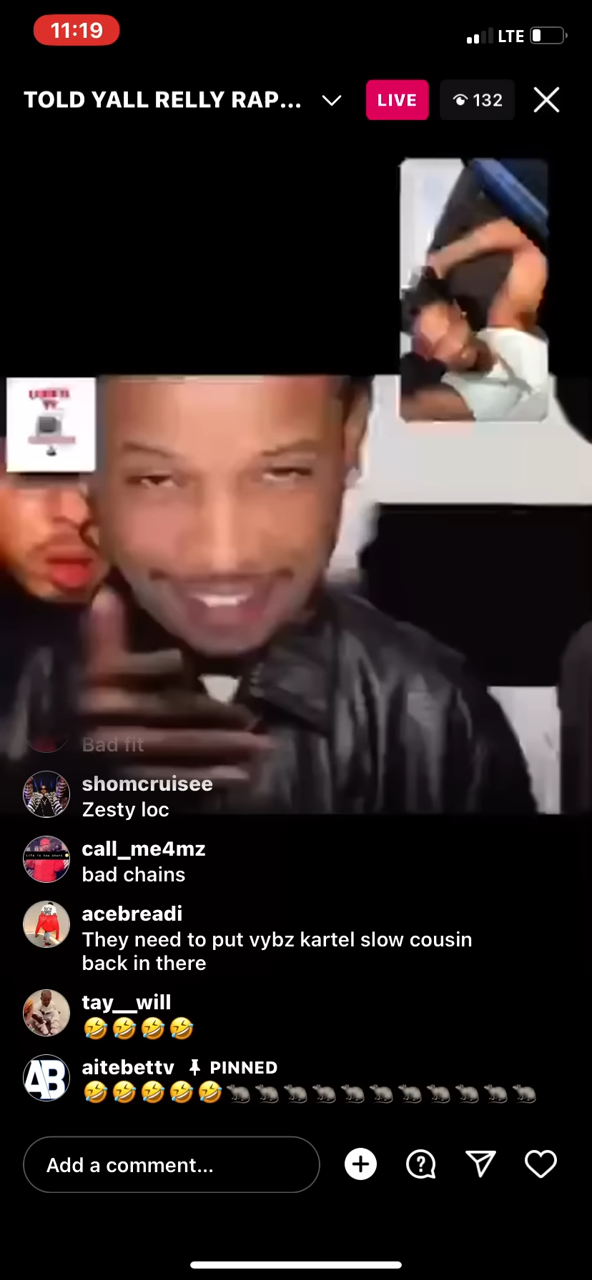 11:19
LTE
TOLD YALL RELLY RAP...
LIVE
132
Bad fit
shomcruisee
Zesty loc
call_me4mz
bad chains
acebreadi
They need to put vybz kartel slow cousin
back in there
tay__will
🤣🤣🤣🤣
aitebettv PINNED
🤣🤣🤣🤣🤣🐀🐀🐀🐀🐀🐀🐀🐀🐀🐀🐀
Add a comment...